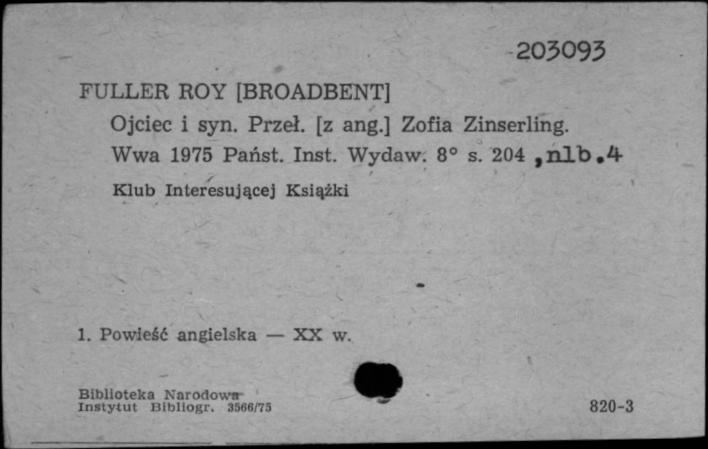 203093
FULLER ROY [BROADBENT]
Ojciec i syn. Przeł. [z ang.] Zofia Zinserling.
Wwa 1975 Państ. Inst. Wydaw. 8° s. 204 ,nlb.4
Klub Interesującej Książki
1. Powieść angielska — XX w.
Biblioteka Narodowa
Instytut Bibliogr. 3566/75
820-3